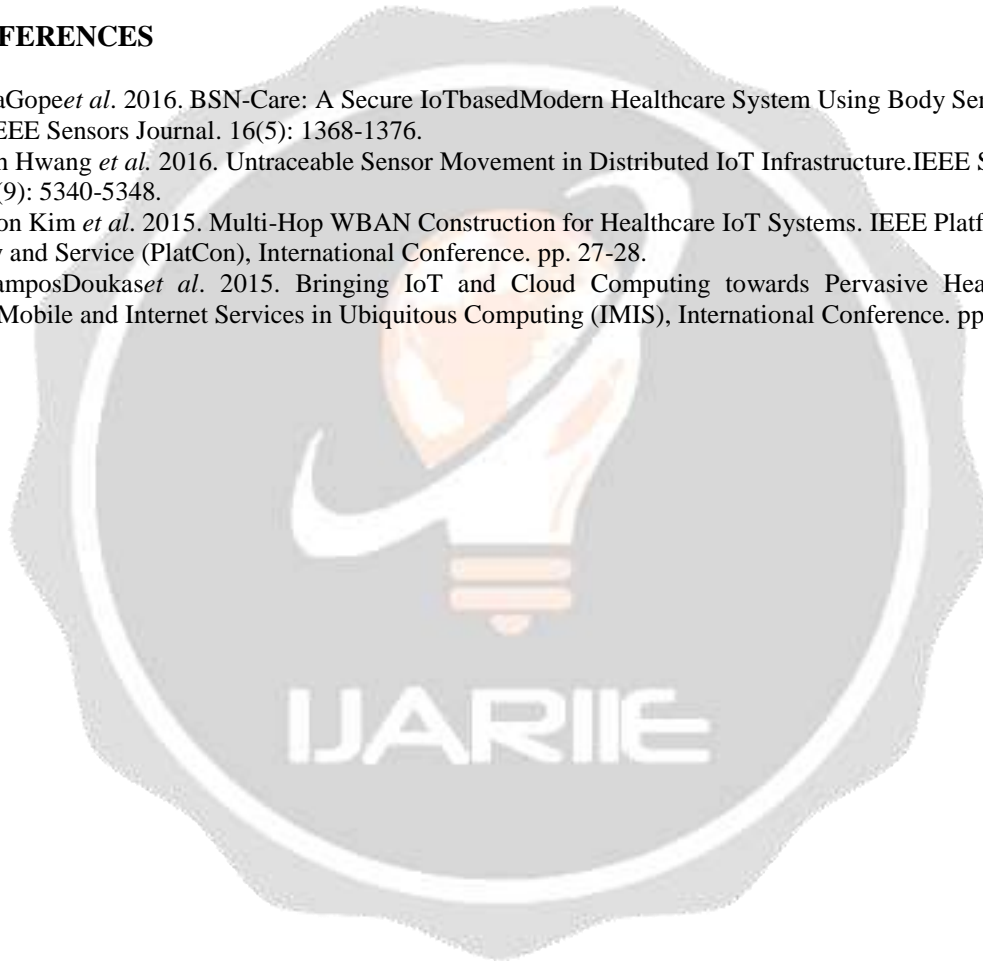 FERENCES
aGopeet al. 2016. BSN-Care: A Secure IoTbasedModern Healthcare System Using Body Sen
EEE Sensors Journal. 16(5): 1368-1376.
n Hwang et al. 2016. Untraceable Sensor Movement in Distributed IoT Infrastructure.IEEE S
(9): 5340-5348.
on Kim et al. 2015. Multi-Hop WBAN Construction for Healthcare IoT Systems. IEEE Platf
y and Service (PlatCon), International Conference. pp. 27-28.
amposDoukaset al. 2015. Bringing IoT and Cloud Computing towards Pervasive Hea
Mobile and Internet Services in Ubiquitous Computing (IMIS), International Conference. pp
IJARIIE